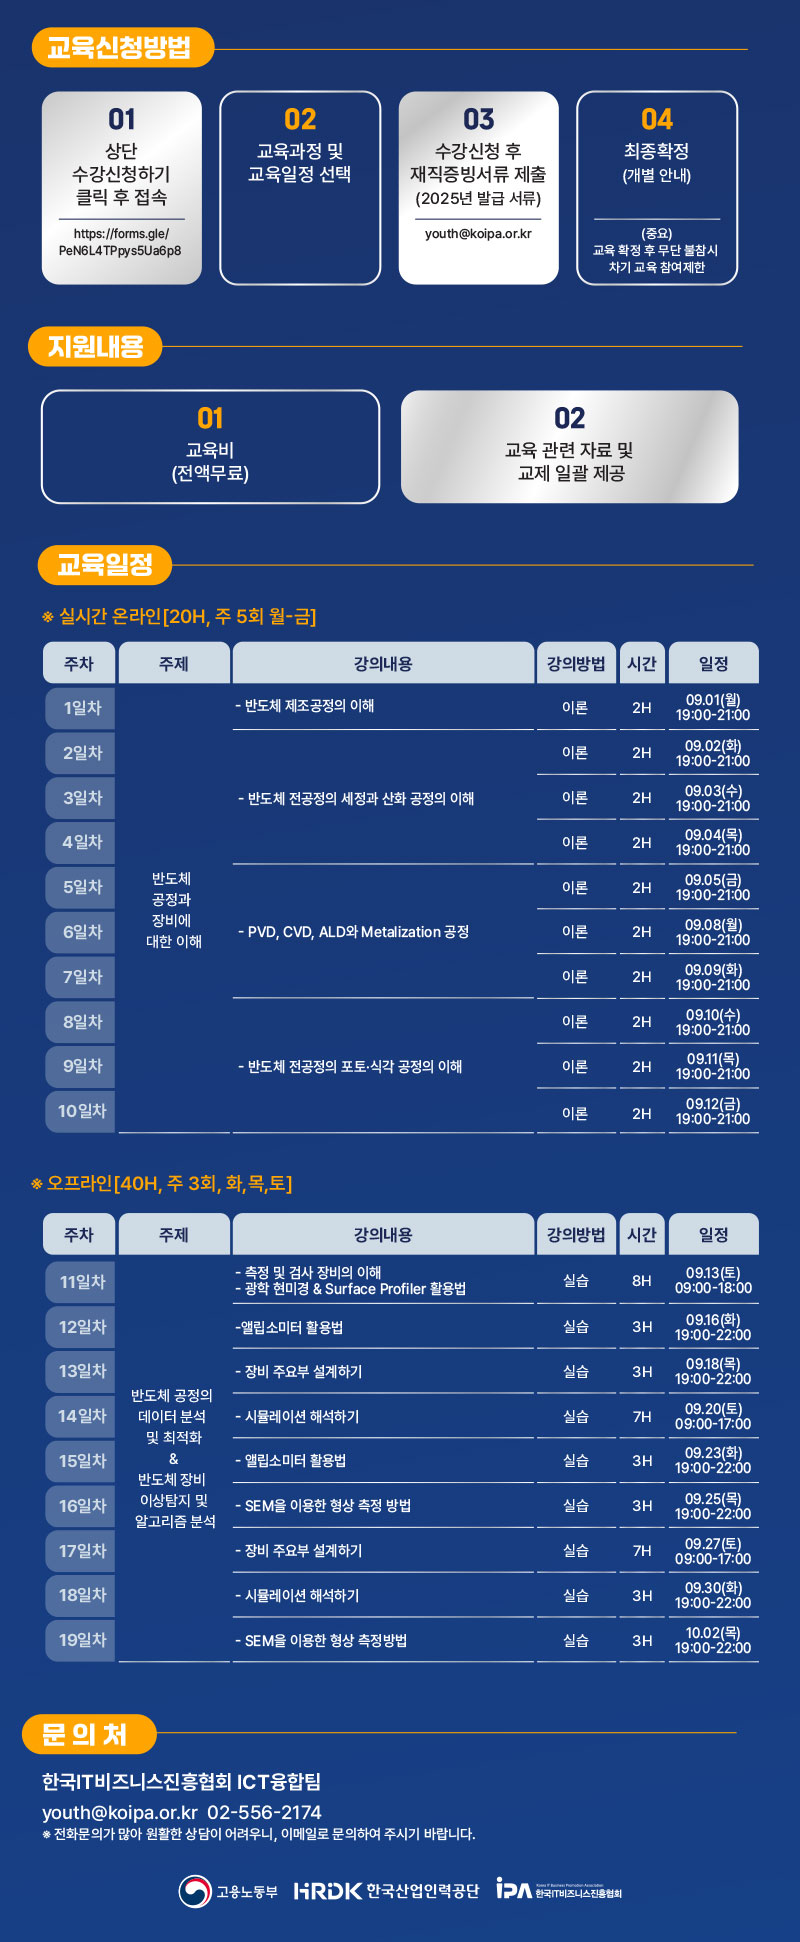 교육신청방법
01
상단
수강신청하기
클릭 후 접속
https://forms.gle/
PeN6L4TPpys5Ua6p8
02
교육과정 및
교육일정 선택
03
수강신청 후
재직증빙서류 제출
(2025년 발급 서류)
youth@koipa.or.kr
04
최종확정
(개별 안내)
(중요)
교육 확정 후 무단 불참시
차기 교육 참여제한
지원내용
01
교육비
(전액무료)
02
교육 관련 자료 및
교제 일괄 제공
교육일정
※ 실시간 온라인[20H, 주 5회 월-금]
주차 주제 강의내용 강의방법 시간 일정
1일차 - 반도체 제조공정의 이해 이론 2H 09.01(월)
19:00-21:00
2일차 이론 2H 09.02(화)
19:00-21:00
3일차 - 반도체 전공정의 세정과 산화 공정의 이해 이론 2H 09.03(수)
19:00-21:00
4일차 이론 2H 09.04(목)
19:00-21:00
반도체
공정과
장비에
대한 이해
5일차 이론 2H 09.05(금)
19:00-21:00
6일차 - PVD, CVD, ALD와 Metalization 공정 이론 2H 09.08(월)
19:00-21:00
7일차 이론 2H 09.09(화)
19:00-21:00
8일차 이론 2H 09.10(수)
19:00-21:00
9일차 - 반도체 전공정의 포토·식각 공정의 이해 이론 2H 09.11(목)
19:00-21:00
10일차 이론 2H 09.12(금)
19:00-21:00
※ 오프라인[40H, 주 3회, 화,목,토]
주차 주제 강의내용 강의방법 시간 일정
11일차 - 측정 및 검사 장비의 이해
- 광학 현미경 & Surface Profiler 활용법 실습 8H 09.13(토)
09:00-18:00
12일차 -앨립소미터 활용법 실습 3H 09.16(화)
19:00-22:00
13일차 - 장비 주요부 설계하기 실습 3H 09.18(목)
19:00-22:00
반도체 공정의
데이터 분석
및 최적화
&
반도체 장비
이상탐지 및
알고리즘 분석
14일차 - 시뮬레이션 해석하기 실습 7H 09.20(토)
09:00-17:00
15일차 - 앨립소미터 활용법 실습 3H 09.23(화)
19:00-22:00
16일차 - SEM을 이용한 형상 측정 방법 실습 3H 09.25(목)
19:00-22:00
17일차 - 장비 주요부 설계하기 실습 7H 09.27(토)
09:00-17:00
18일차 - 시뮬레이션 해석하기 실습 3H 09.30(화)
19:00-22:00
19일차 - SEM을 이용한 형상 측정방법 실습 3H 10.02(목)
19:00-22:00
문 의 처
한국IT비즈니스진흥협회 ICT융합팀
youth@koipa.or.kr 02-556-2174
※ 전화문의가 많아 원활한 상담이 어려우니, 이메일로 문의하여 주시기 바랍니다.
고용노동부 HRDK 한국산업인력공단 IPA Korea IT Business Promotion Association
한국IT비즈니스진흥협회